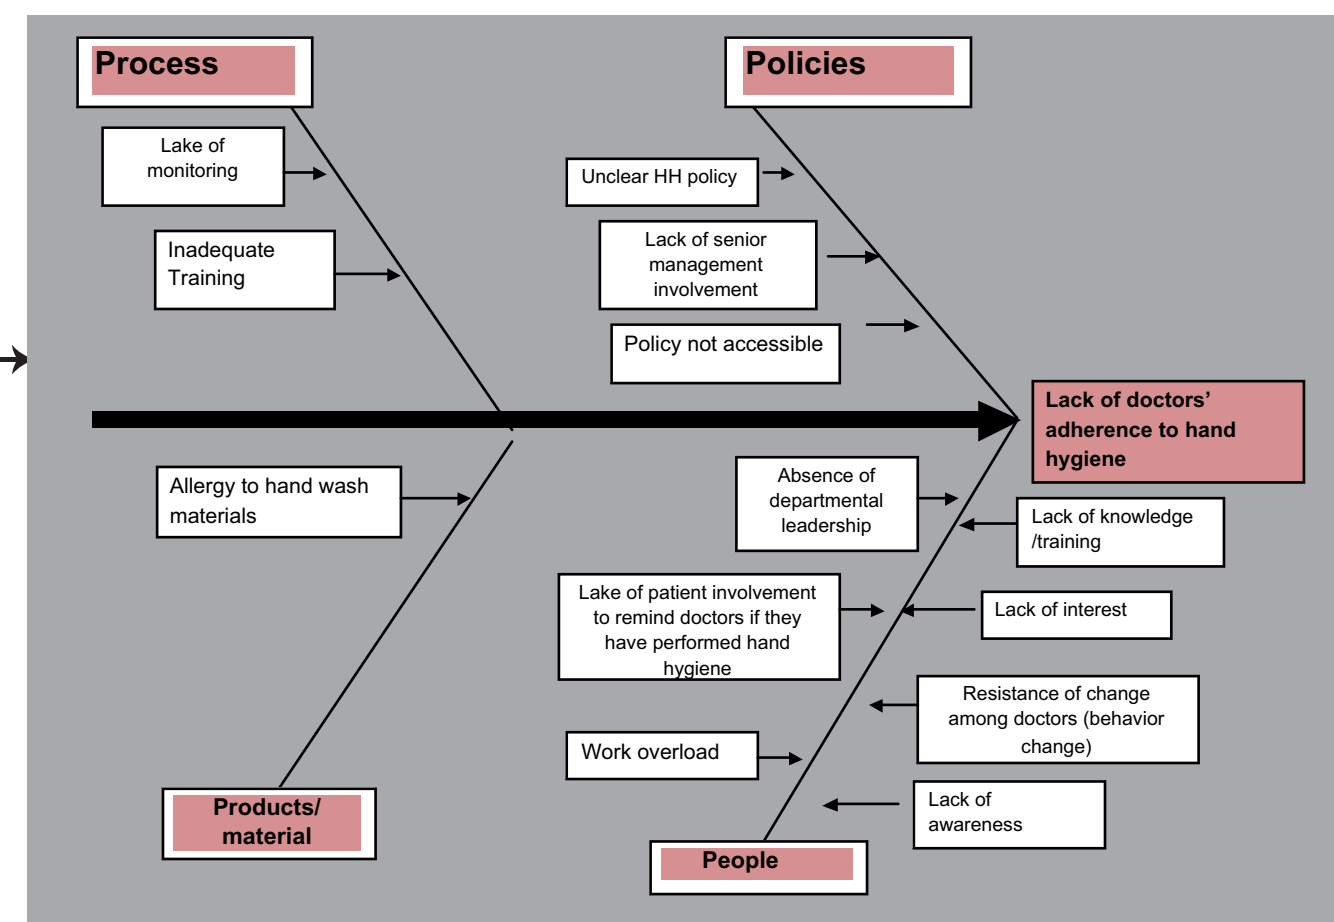 Process
Policies
Lake of
monitoring
Inadequate
Training
Unclear HH policy
Lack of senior
management
involvement
Policy not accessible
Lack of doctors’
adherence to hand
hygiene
Allergy to hand wash
materials
Absence of
departmental
leadership
Lack of knowledge
/training
Lake of patient involvement
to remind doctors if they
have performed hand
hygiene
Lack of interest
Resistance of change
among doctors (behavior
change)
Work overload
Lack of
awareness
Products/
material
People